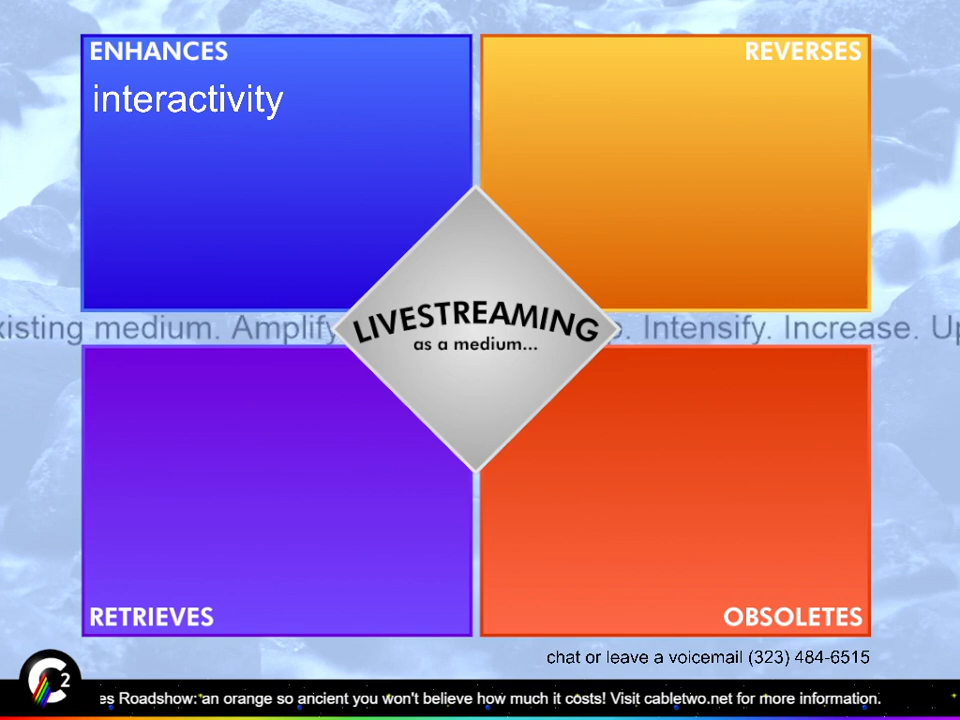 ENHANCES
REVERSES
interactivity
xisting medium. Amplify
. Intensify. Increase. Up
LIVESTREAMING
as a medium...
RETRIEVES
OBSOLETES
chat or leave a voicemail (323) 484-6515
2
es Roadshow: an orange so ancient you won't believe how much it costs! Visit cabletwo.net for more information.